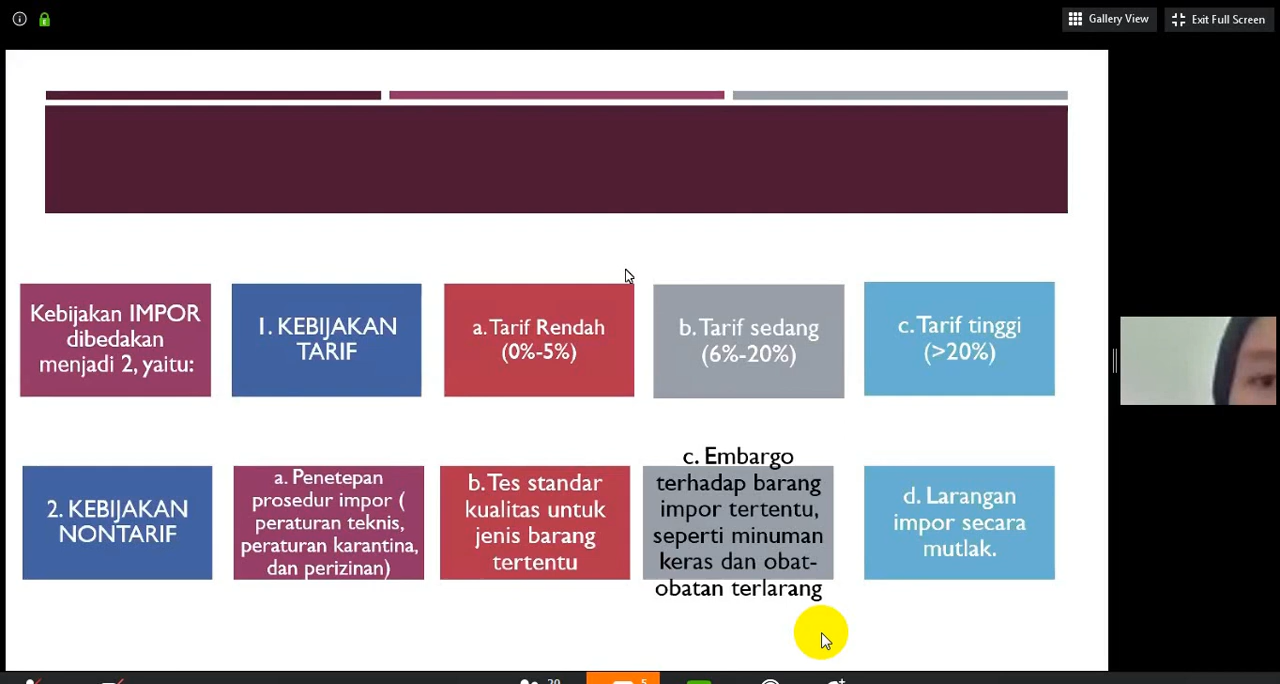 Gallery View
Exit Full Screen
Kebijakan IMPOR
dibedakan
menjadi 2, yaitu:
1. KEBIJAKAN
TARIF
a. Tarif Rendah
(0%-5%)
b. Tarif sedang
(6%-20%)
c. Tarif tinggi
(>20%)
2. KEBIJAKAN
NONTARIF
a. Penetepan
prosedur impor (
peraturan teknis,
peraturan karantina,
dan perizinan)
b. Tes standar
kualitas untuk
jenis barang
tertentu
c. Embargo
terhadap barang
impor tertentu,
seperti minuman
keras dan obat-
obatan terlarang
d. Larangan
impor secara
mutlak.
20
5